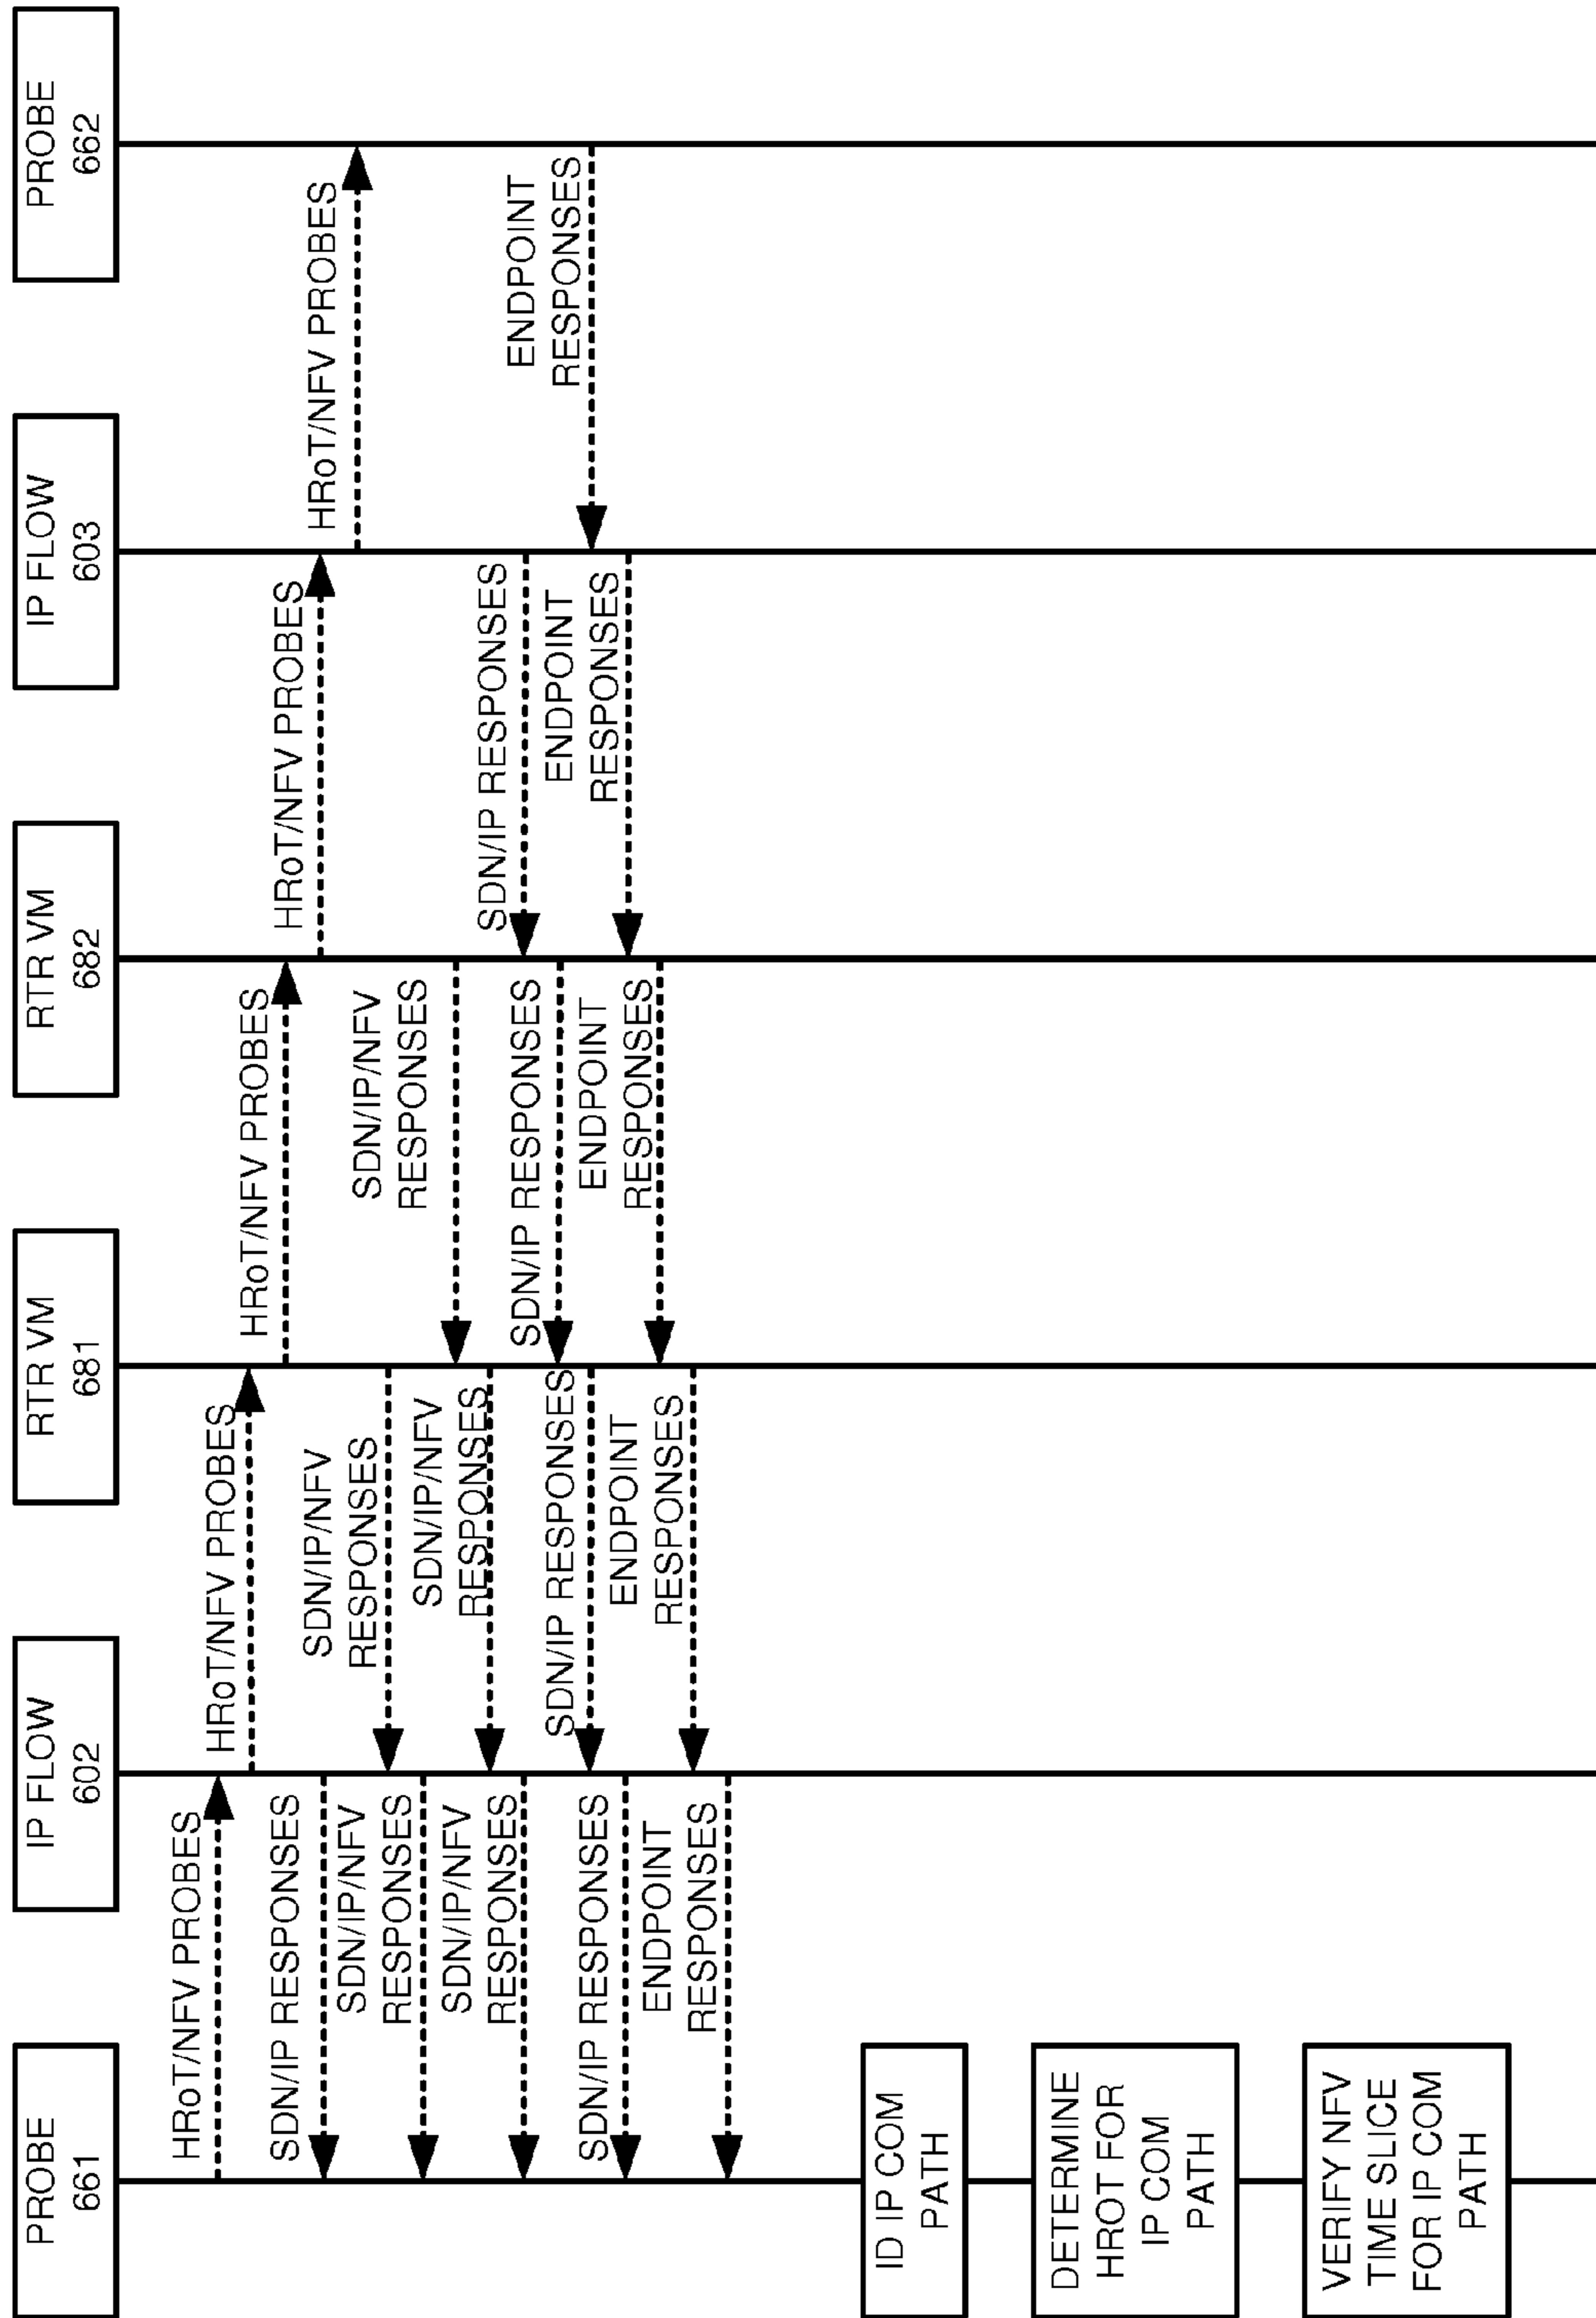 PROBE
661
IP FLOW
602
RTR VM
681
RTR VM
682
IP FLOW
603
PROBE
662
HRoT/NFV PROBES
HRoT/NFV PROBES
HRoT/NFV PROBES
HRoT/NFV PROBES
HRoT/NFV PROBES
SDN/IP RESPONSES
SDN/IP/NFV
RESPONSES
SDN/IP/NFV
RESPONSES
SDN/IP/NFV
RESPONSES
SDN/IP/NFV
RESPONSES
SDN/IP/NFV
RESPONSES
SDN/IP RESPONSES
SDN/IP RESPONSES
SDN/IP RESPONSES
SDN/IP RESPONSES
ENDPOINT
RESPONSES
ENDPOINT
RESPONSES
ENDPOINT
RESPONSES
ENDPOINT
RESPONSES
ENDPOINT
RESPONSES
ID IP COM
PATH
DETERMINE
HROT FOR
IP COM
PATH
VERIFY NFV
TIME SLICE
FOR IP COM
PATH